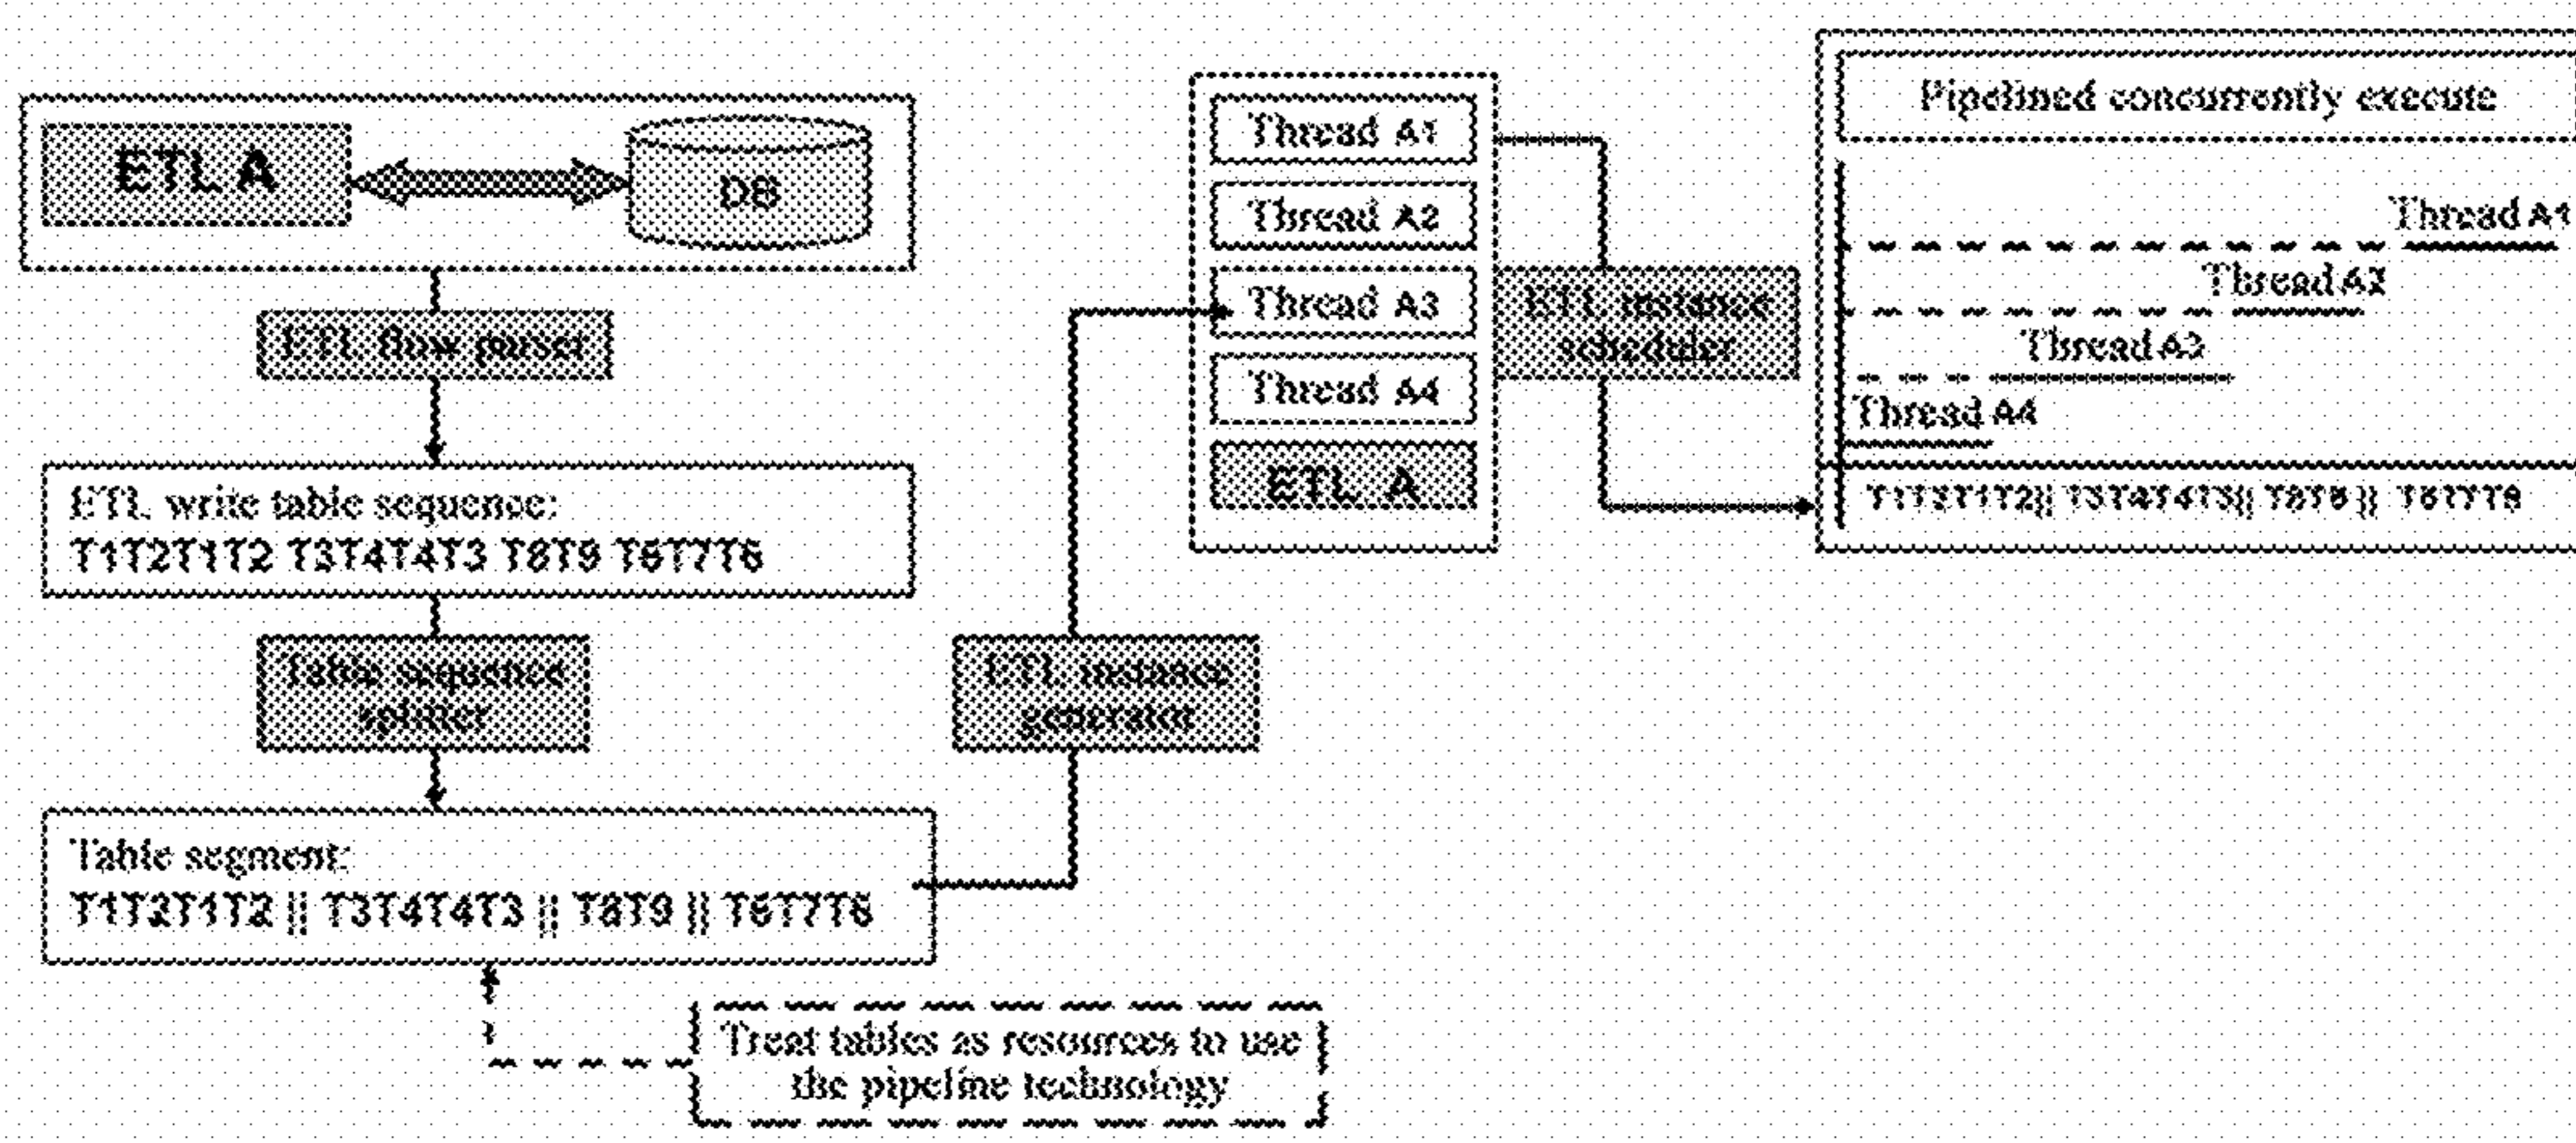 ETL A
DB
ETL flow parser
ETL write table sequence:
T1T2T1T2 T3T4T4T3 T8T9 T6T7T6
Table sequence
splitter
Table segment:
T1T2T1T2 || T3T4T4T3 || T8T9 || T6T7T6
Treat tables as resources to use
the pipeline technology
ETL instance
generator
Thread A1
Thread A2
Thread A3
Thread A4
ETL A
ETL instance
scheduler
Pipelined concurrently execute
Thread A1
Thread A2
Thread A3
Thread A4
T1T2T1T2|| T3T4T4T3||